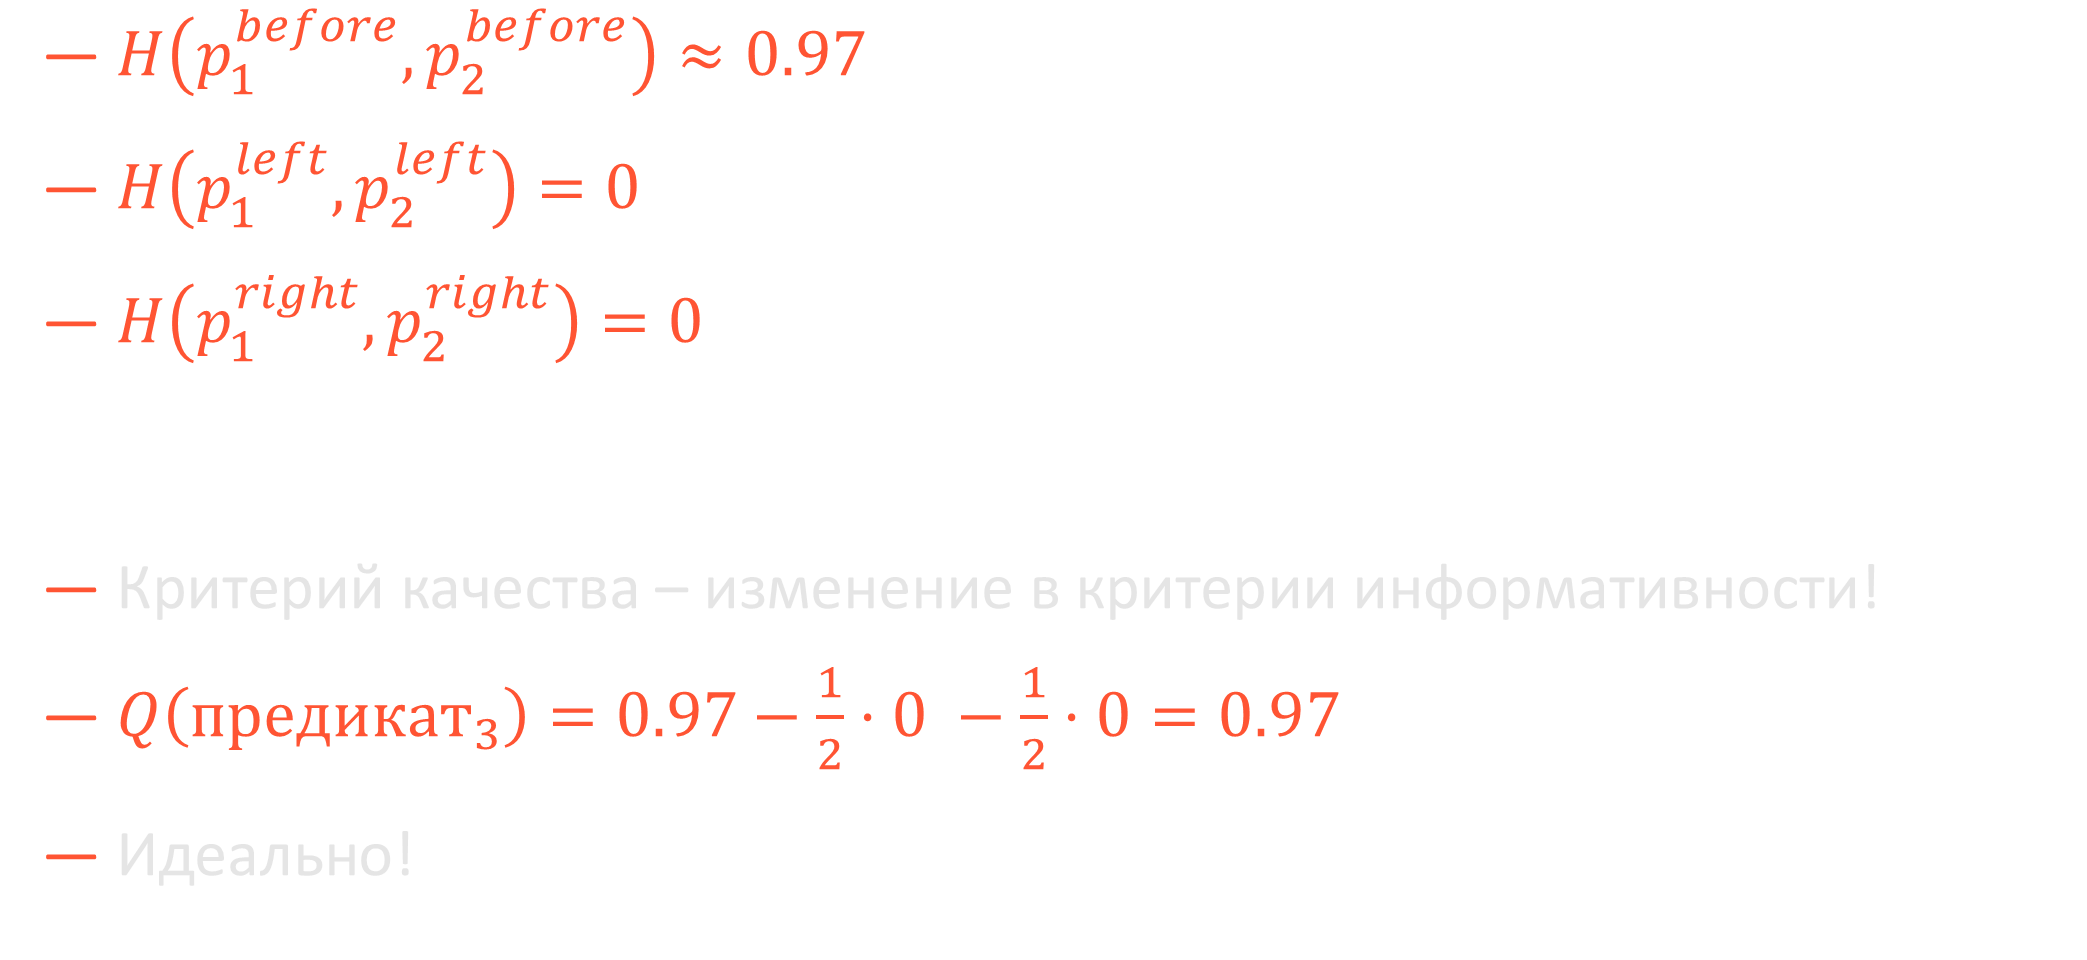 — H(p₁^before, p₂^before) ≈ 0.97
— H(p₁^left, p₂^left) = 0
— H(p₁^right, p₂^right) = 0
— Критерий качества – изменение в критерии информативности!
— Q(предикат₃) = 0.97 − 1/2 · 0 − 1/2 · 0 = 0.97
— Идеально!